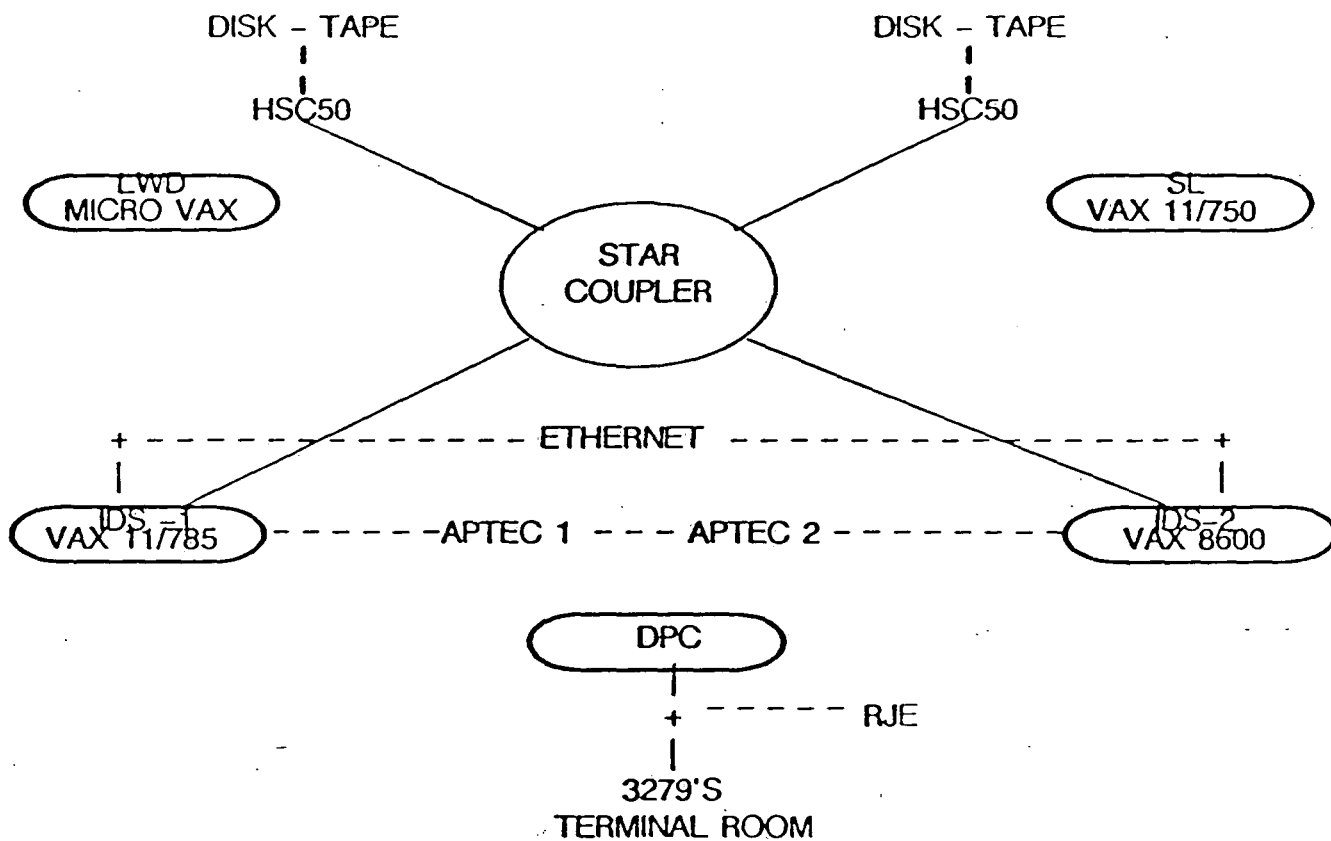 DISK - TAPE
DISK - TAPE
HSC50
HSC50
LWD
MICRO VAX
SL
VAX 11/750
STAR
COUPLER
ETHERNET
IDS -1
VAX 11/785
APTEC 1
APTEC 2
IDS-2
VAX 8600
DPC
RJE
3279'S
TERMINAL ROOM